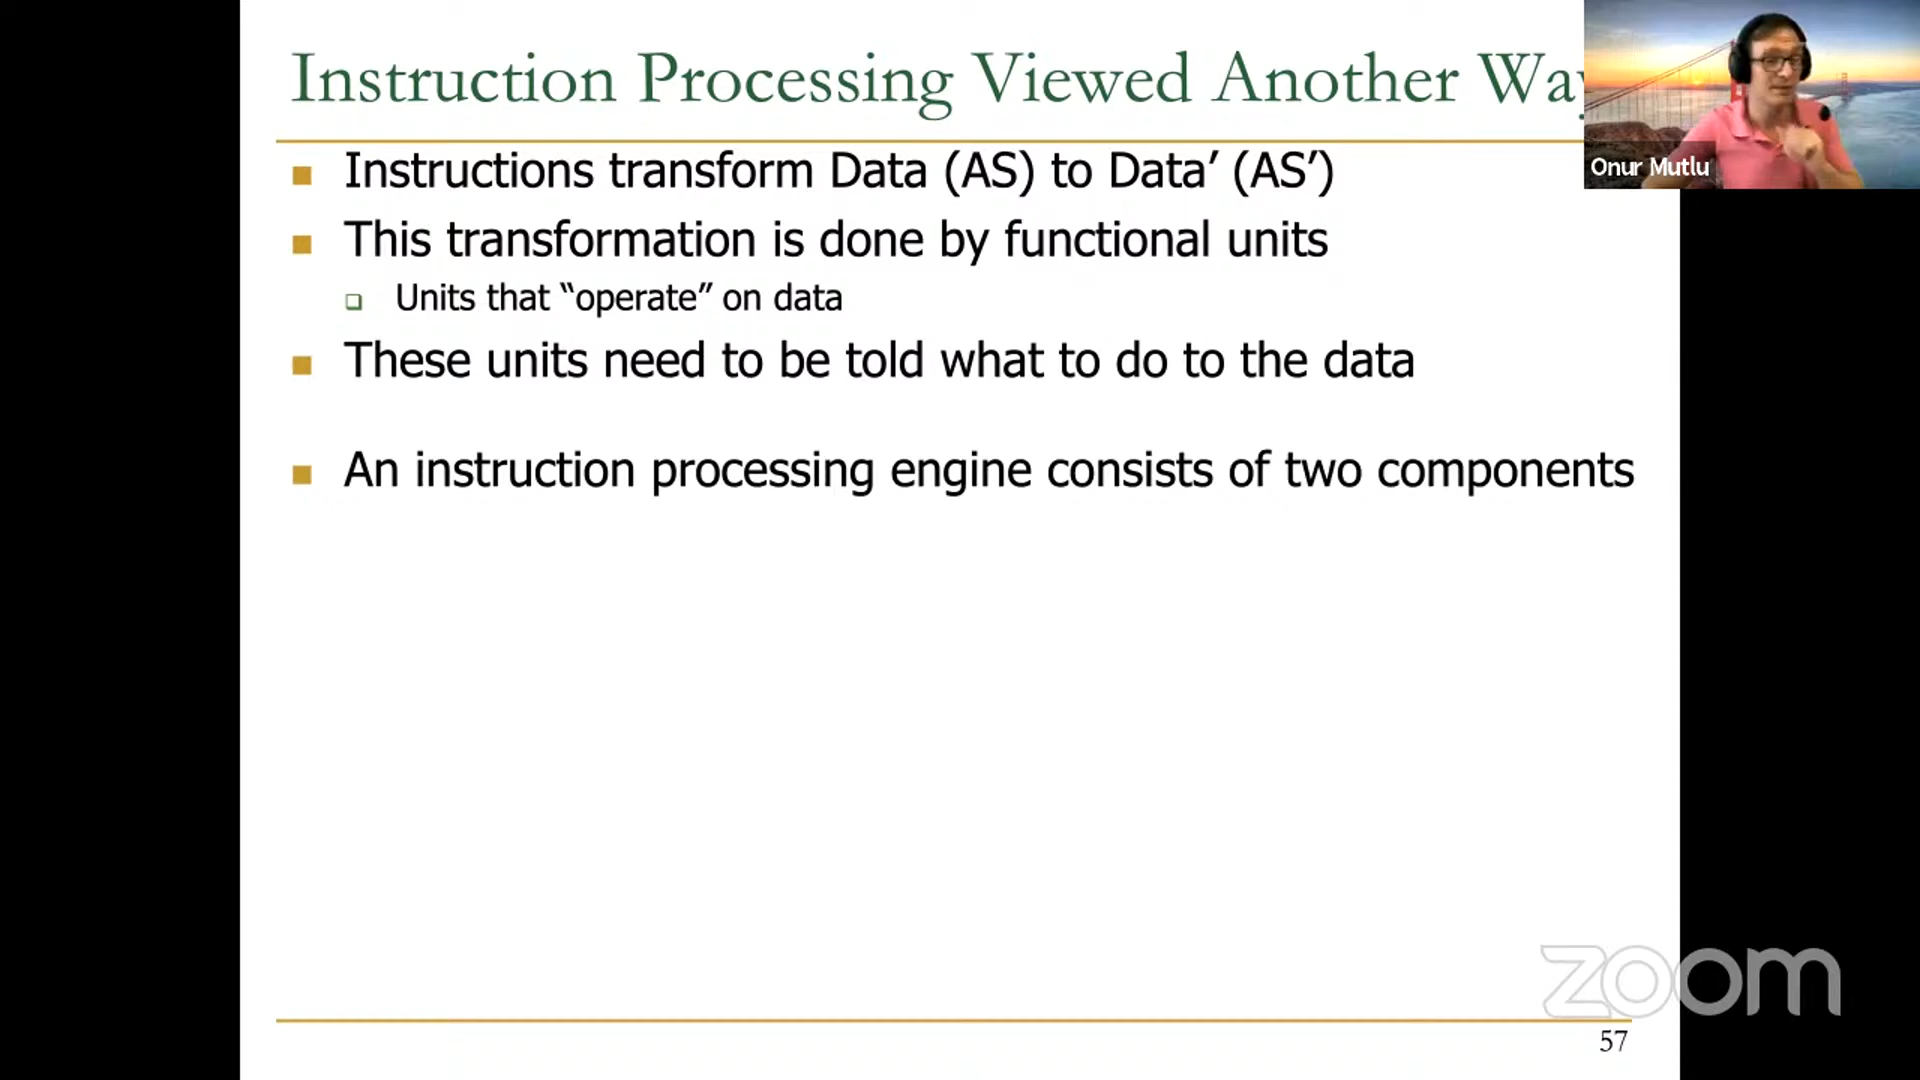 Instruction Processing Viewed Another Way
Instructions transform Data (AS) to Data’ (AS’)
This transformation is done by functional units
Units that “operate” on data
These units need to be told what to do to the data
An instruction processing engine consists of two components
Onur Mutlu
zoom
57